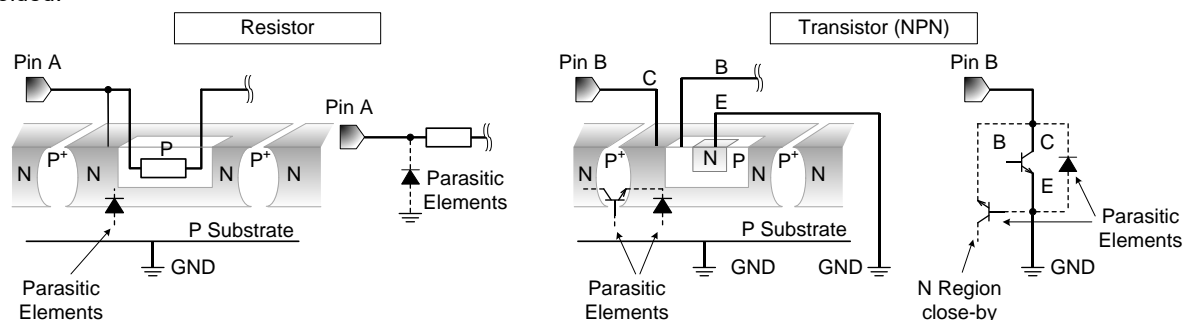 Resistor
Transistor (NPN)
Pin A
Pin B
C
B
E
Pin B
Pin A
N
P+
N
P
N
P+
N
N
P+
N
N
P
N
P+
N
B
C
E
Parasitic
Elements
Parasitic
Elements
P Substrate
P Substrate
GND
GND
GND
GND
Parasitic
Elements
Parasitic
Elements
N Region
close-by